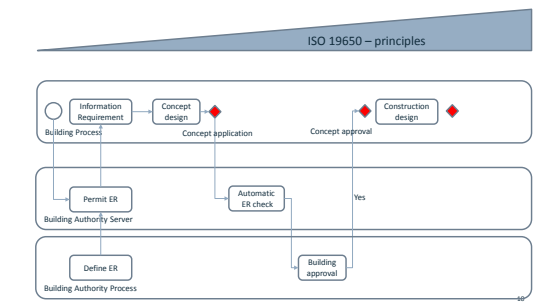 ISO 19650 – principles
Information
Requirement
Concept
design
Construction
design
Building Process
Concept application
Concept approval
Permit ER
Automatic
ER check
Yes
Building Authority Server
Define ER
Building
approval
Building Authority Process
10